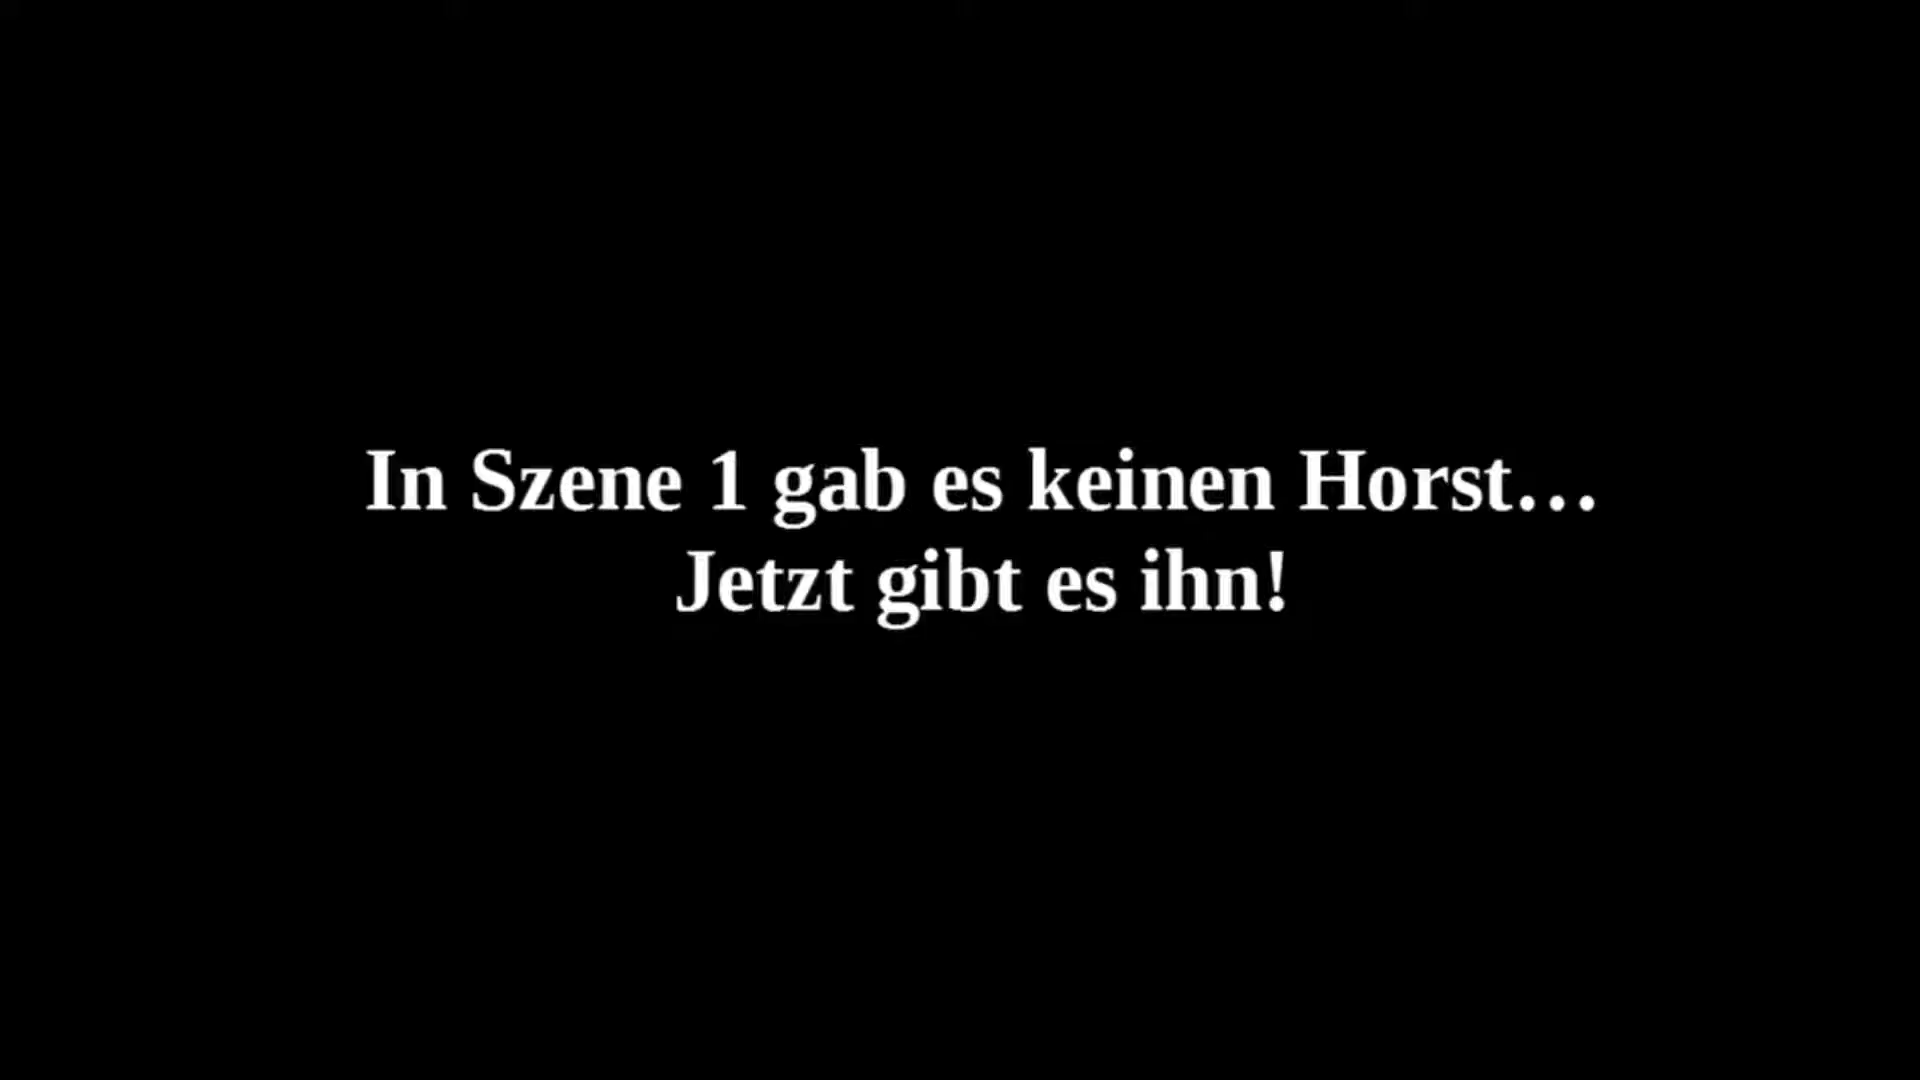 In Szene 1 gab es keinen Horst…
Jetzt gibt es ihn!